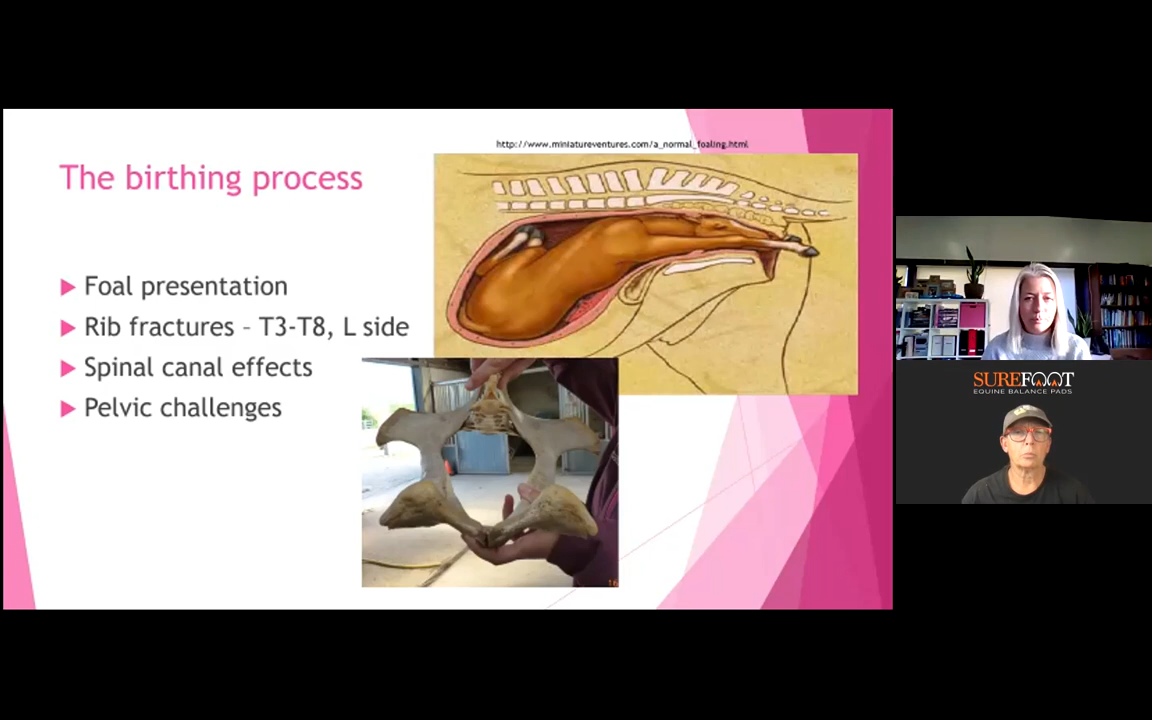 http://www.miniatureventures.com/a_normal_foaling.html
The birthing process
Foal presentation
Rib fractures – T3-T8, L side
Spinal canal effects
Pelvic challenges
16
SUREFOOT
EQUINE BALANCE PADS